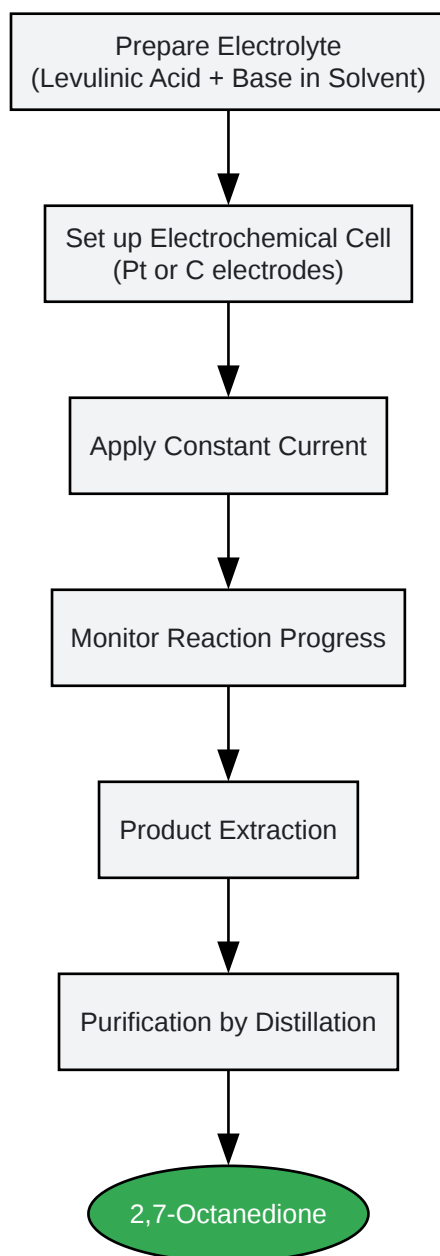 Prepare Electrolyte
(Levulinic Acid + Base in Solvent)
Set up Electrochemical Cell
(Pt or C electrodes)
Apply Constant Current
Monitor Reaction Progress
Product Extraction
Purification by Distillation
2,7-Octanedione